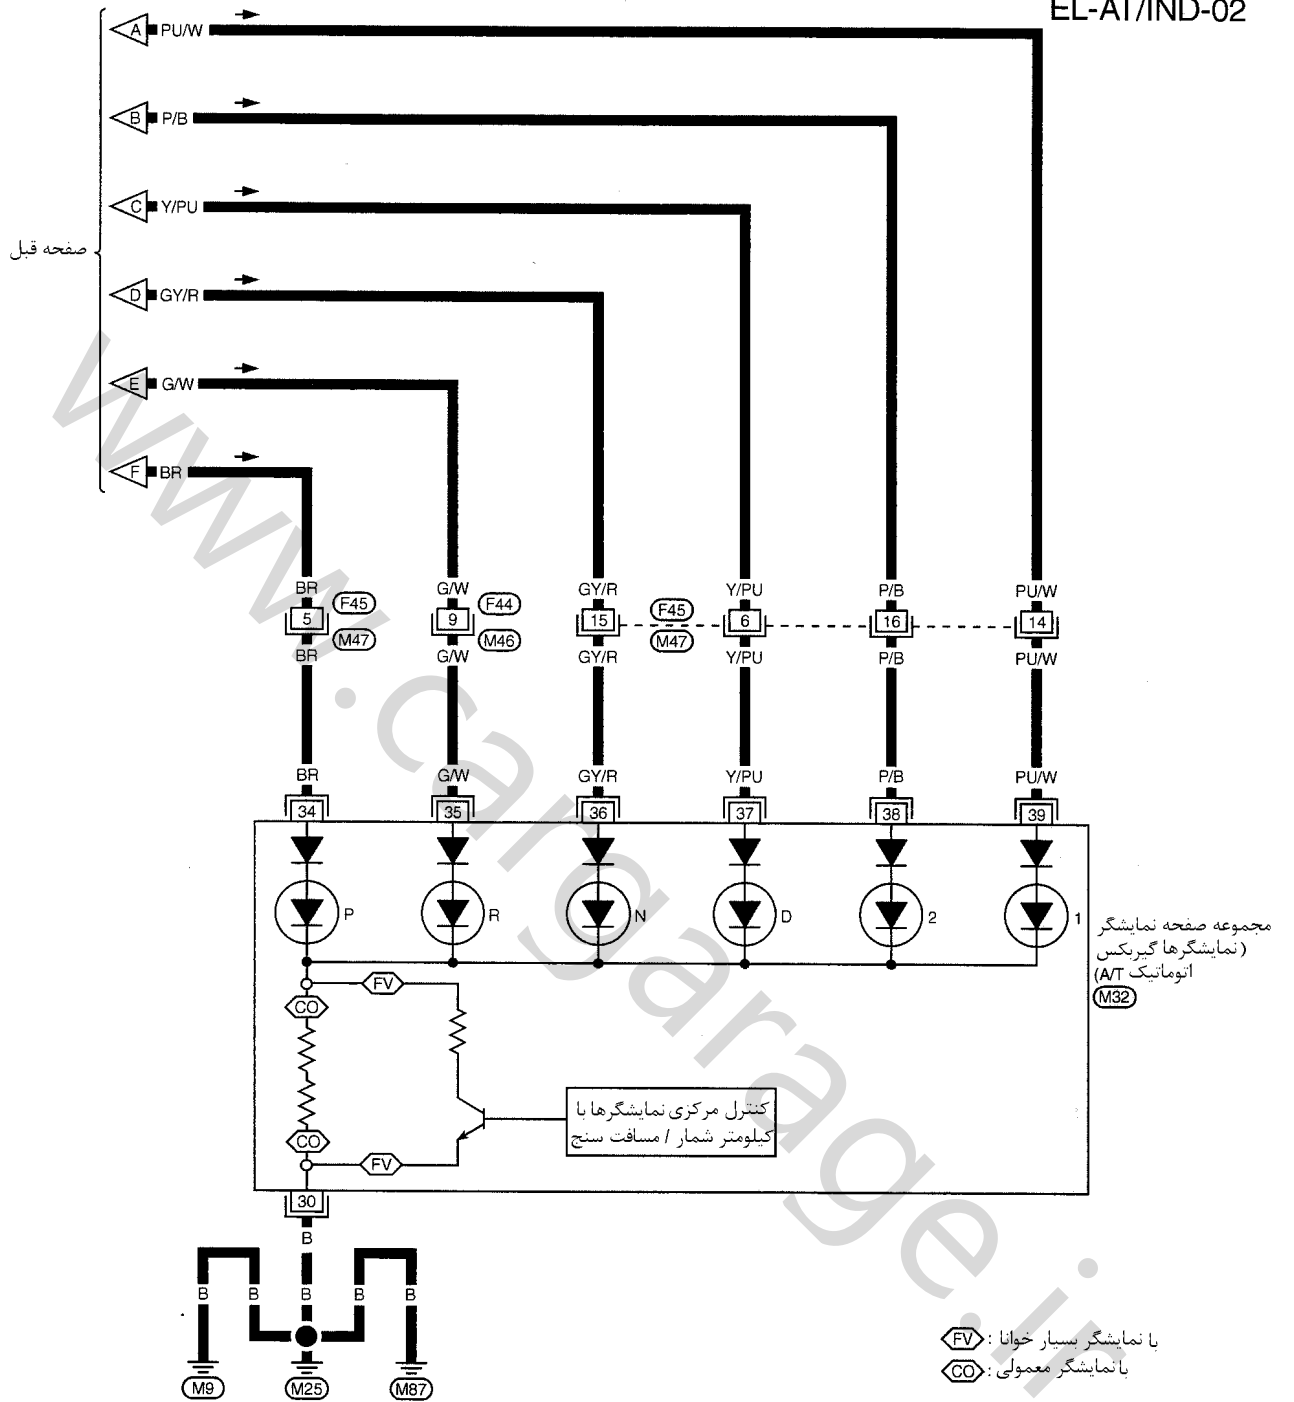 EL-AT/IND-02
A PU/W
B P/B
C Y/PU
صفحه قبل
D GY/R
E G/W
F BR
BR G/W GY/R Y/PU P/B PU/W
5 F45 9 F44 15 F45 6 16 14
M47 M46 M47
BR G/W GY/R Y/PU P/B PU/W
BR G/W GY/R Y/PU P/B PU/W
34 35 36 37 38 39
P R N D 2 1
مجموعه صفحه نمایشگر
(نمایشگرها گیربکس
اتوماتیک A/T)
M32
FV
CO
کنترل مرکزی نمایشگرها با
کیلومتر شمار / مسافت سنج
CO
FV
30
B
B B B B B
M9 M25 M87
FV : با نمایشگر بسیار خوانا
CO : با نمایشگر معمولی
www.cargarage.ir